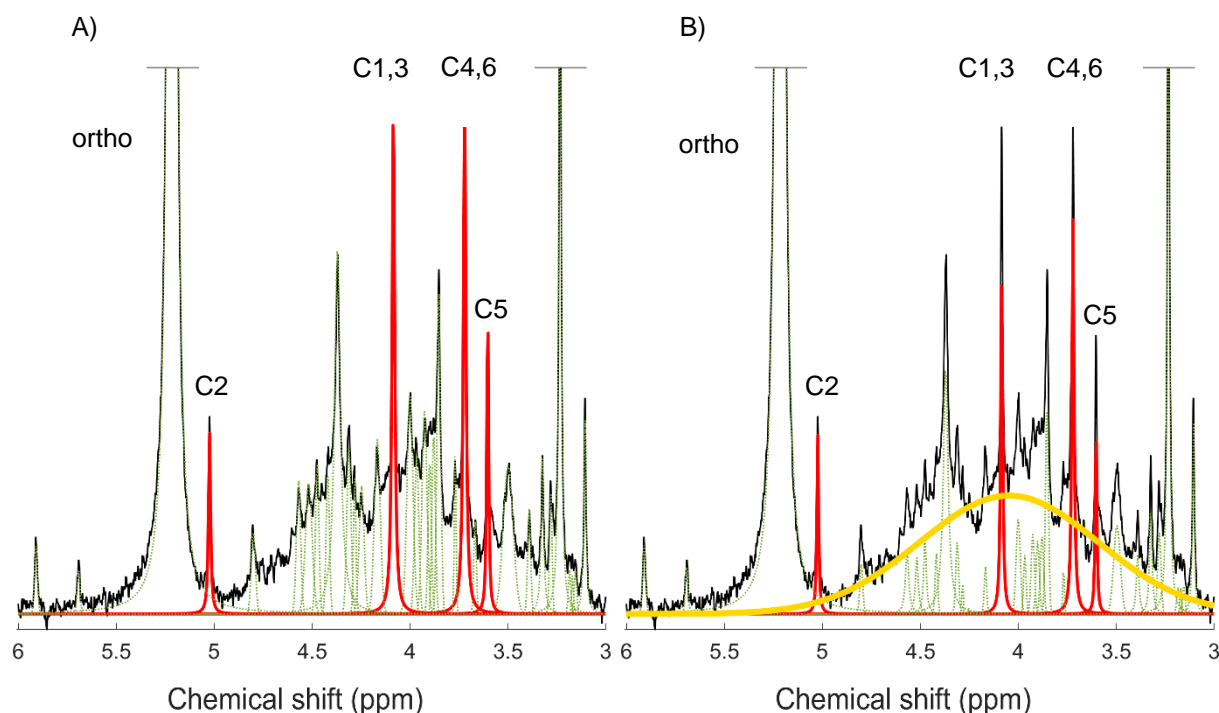 A)
B)
C1,3
C4,6
C1,3
C4,6
ortho
ortho
C5
C5
C2
C2
6
5.5
5
4.5
4
3.5
3
6
5.5
5
4.5
4
3.5
3
Chemical shift (ppm)
Chemical shift (ppm)